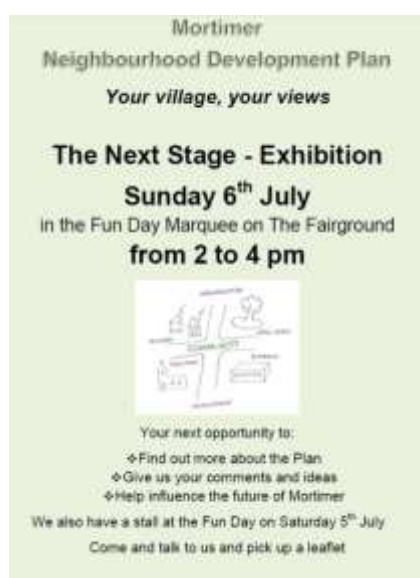 Mortimer
Neighbourhood Development Plan
Your village, your views
The Next Stage - Exhibition
Sunday 6th July
in the Fun Day Marquee on The Fairground
from 2 to 4 pm
Your next opportunity to:
❖Find out more about the Plan
❖Give us your comments and ideas
❖Help influence the future of Mortimer
We also have a stall at the Fun Day on Saturday 5th July
Come and talk to us and pick up a leaflet